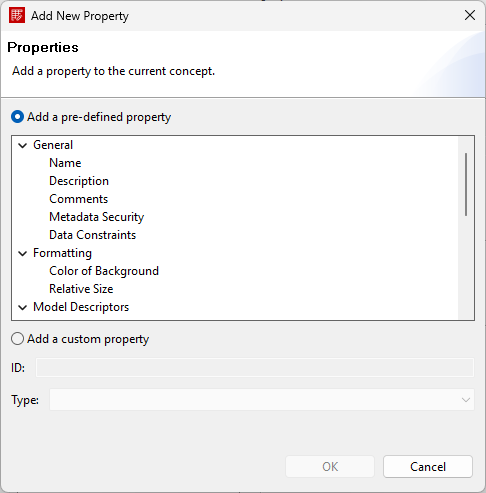 Add New Property
Properties
Add a property to the current concept.
Add a pre-defined property
General
Name
Description
Comments
Metadata Security
Data Constraints
Formatting
Color of Background
Relative Size
Model Descriptors
Add a custom property
ID:
Type:
OK
Cancel